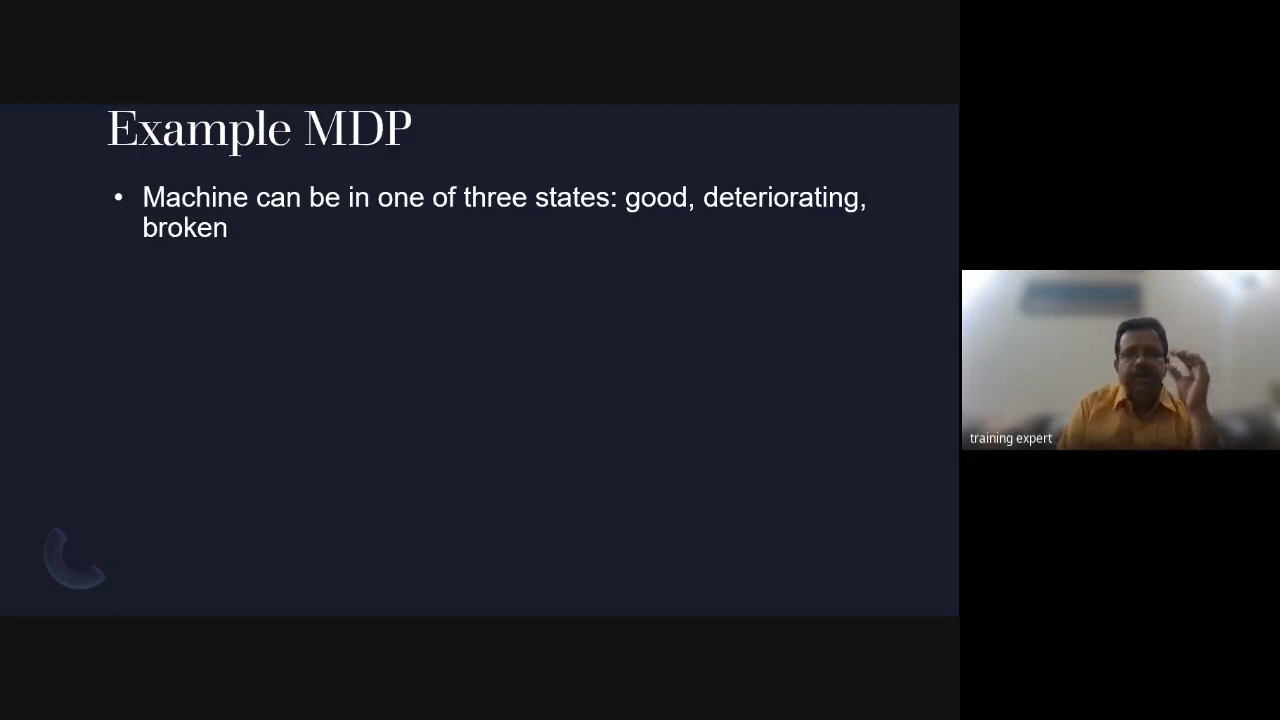 Example MDP
• Machine can be in one of three states: good, deteriorating,
broken
training expert